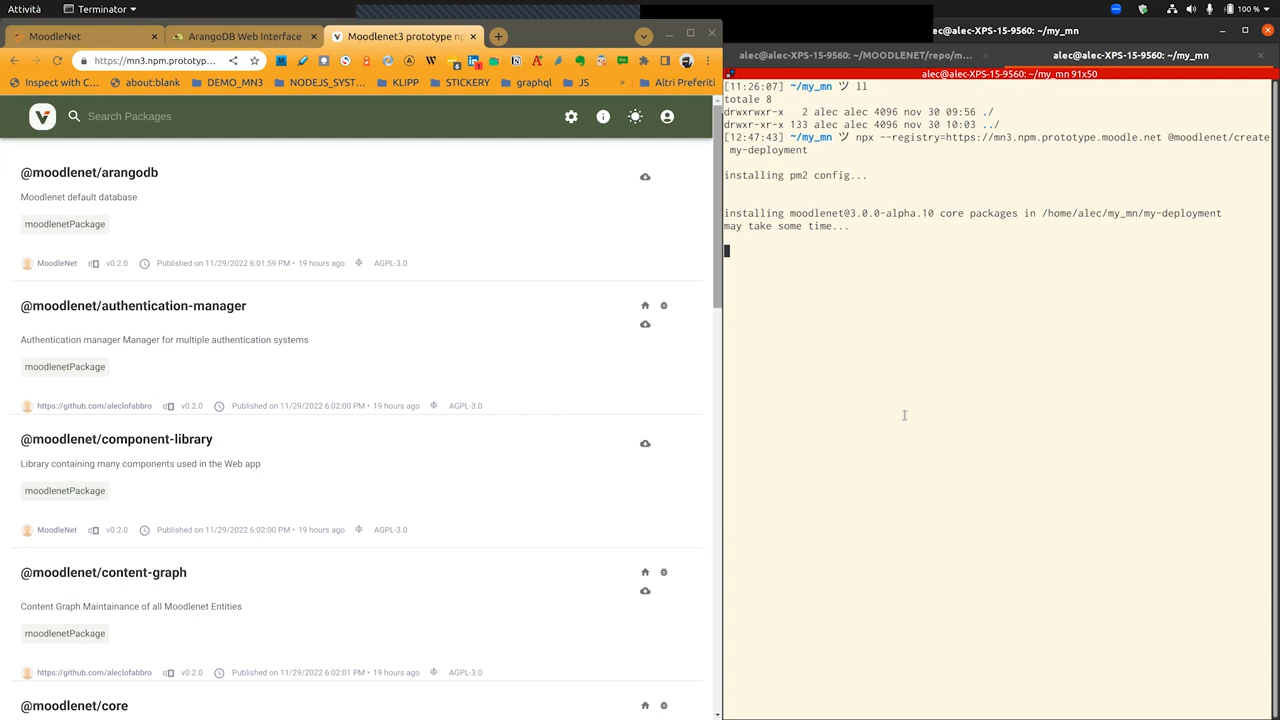 Attività
Terminator
100 %
MoodleNet
ArangoDB Web Interface
Moodlenet3 prototype np
https://mn3.npm.prototyp...
Inspect with C...
about:blank
DEMO_MN3
NODEJS_SYST...
KLIPP
STICKERY
graphql
JS
»
Altri Preferiti
Search Packages
@moodlenet/arangodb
Moodlenet default database
moodlenetPackage
MoodleNet v0.2.0 Published on 11/29/2022 6:01:59 PM • 19 hours ago AGPL-3.0
@moodlenet/authentication-manager
Authentication manager Manager for multiple authentication systems
moodlenetPackage
https://github.com/aleclofabbro v0.2.0 Published on 11/29/2022 6:02:00 PM • 19 hours ago AGPL-3.0
@moodlenet/component-library
Library containing many components used in the Web app
moodlenetPackage
MoodleNet v0.2.0 Published on 11/29/2022 6:02:00 PM • 19 hours ago AGPL-3.0
@moodlenet/content-graph
Content Graph Maintainance of all Moodlenet Entities
moodlenetPackage
https://github.com/aleclofabbro v0.2.0 Published on 11/29/2022 6:02:01 PM • 19 hours ago AGPL-3.0
@moodlenet/core
alec@alec-XPS-15-9560: ~/my_mn
alec@alec-XPS-15-9560: ~/MOODLENET/repo/m...
alec@alec-XPS-15-9560: ~/my_mn
alec@alec-XPS-15-9560: ~/my_mn 91x50
[11:26:07] ~/my_mn ツ ll
totale 8
drwxrwxr-x 2 alec alec 4096 nov 30 09:56 ./
drwxr-xr-x 133 alec alec 4096 nov 30 10:03 ../
[12:47:43] ~/my_mn ツ npx --registry=https://mn3.npm.prototype.moodle.net @moodlenet/create
my-deployment
installing pm2 config...
installing moodlenet@3.0.0-alpha.10 core packages in /home/alec/my_mn/my-deployment
may take some time...